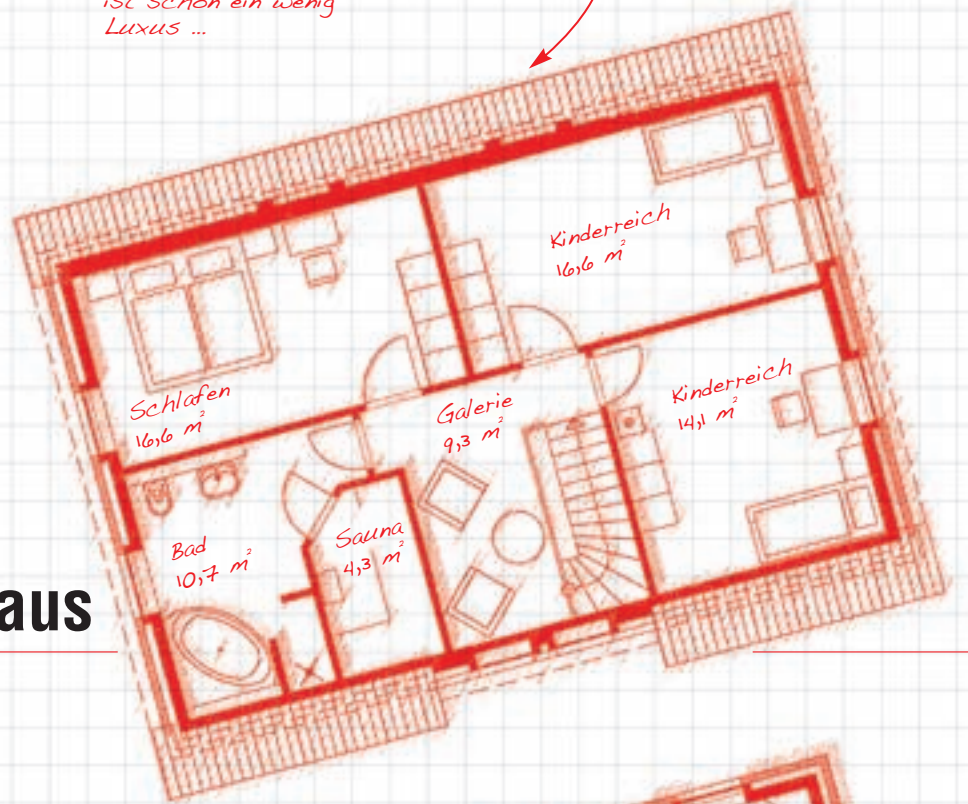 ist schon ein wenig
Luxus ...
Kinderreich
16,6 m²
Schlafen
16,6 m²
Galerie
9,3 m²
Kinderreich
14,1 m²
Bad
10,7 m²
Sauna
4,3 m²
aus